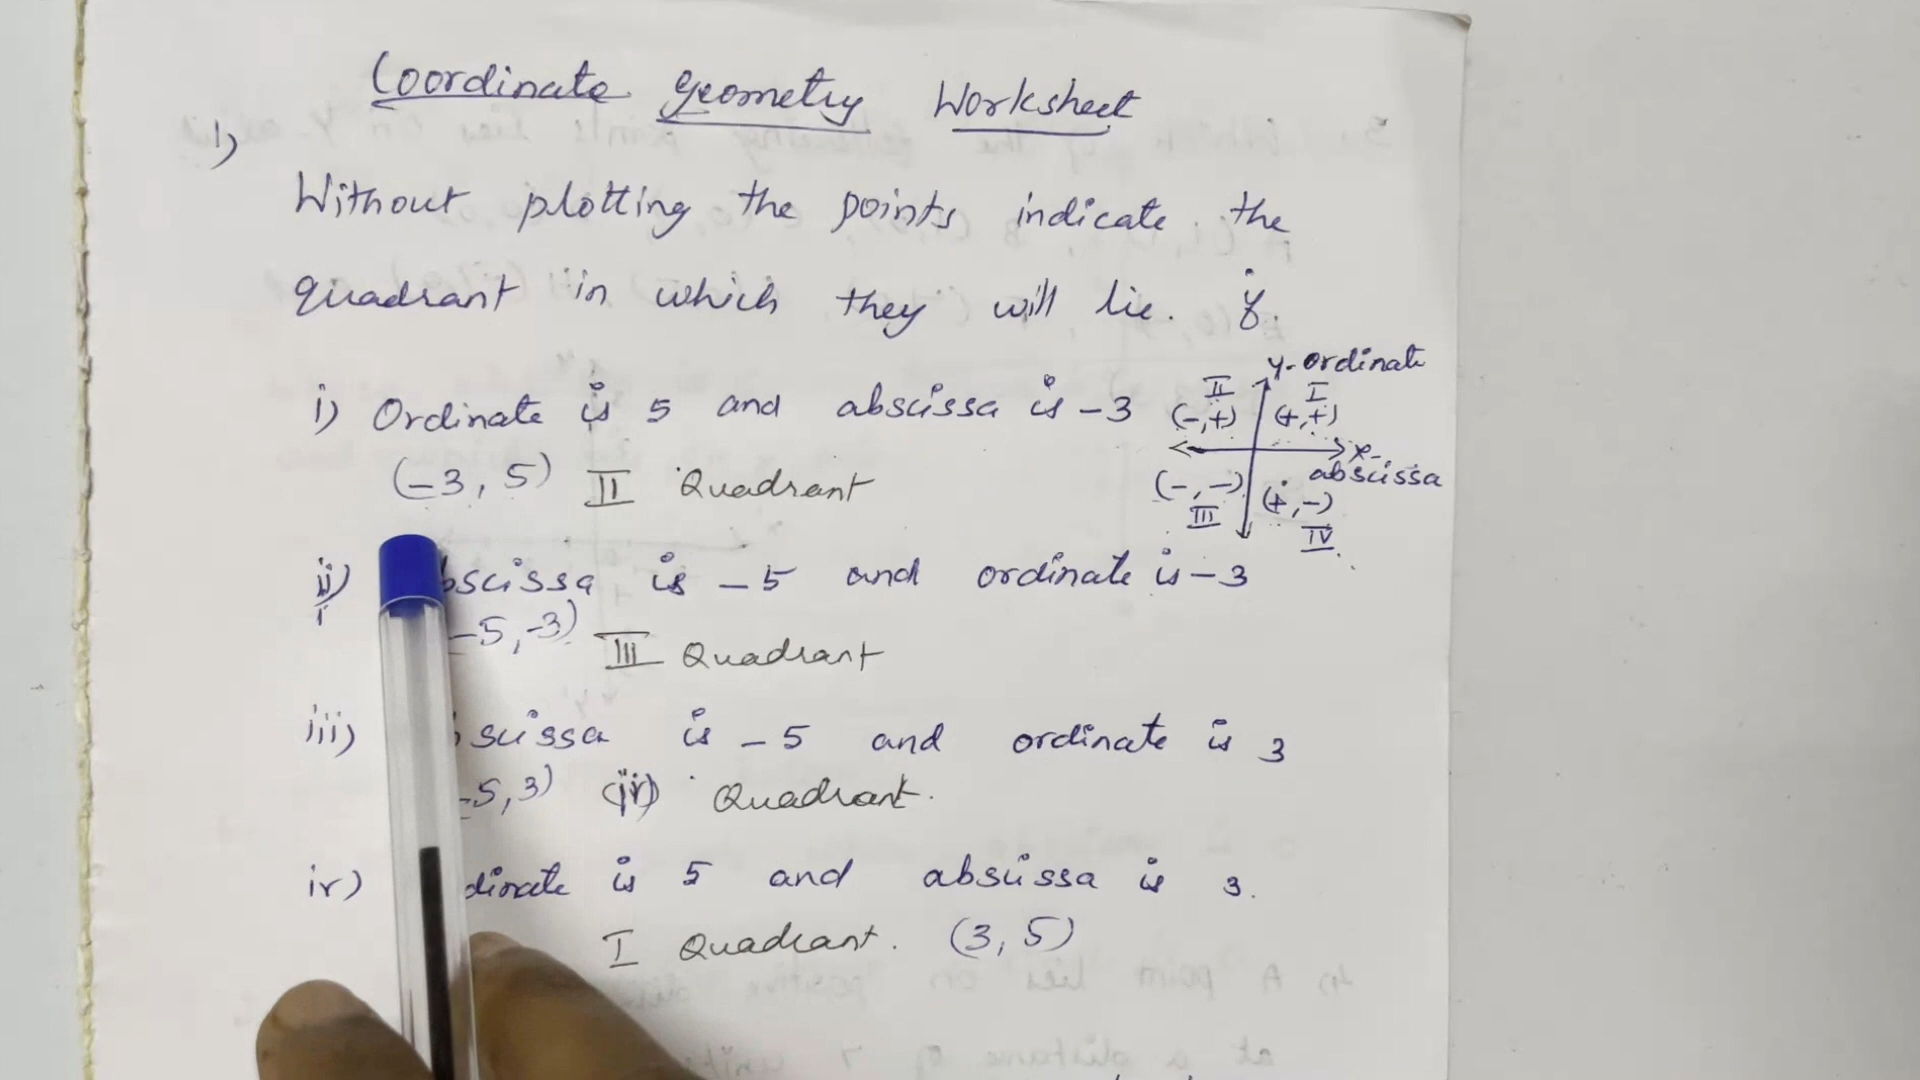 Coordinate geometry Worksheet
1)
Without plotting the points indicate the
quadrant in which they will lie. if.
y-ordinate
II I
i) Ordinate is 5 and abscissa is -3 (-,+) (+,+)
x-
abscissa
(-3, 5) II Quadrant (-,-) (+,-)
III IV
ii) bscissa is -5 and ordinate is -3
-5,-3) III Quadrant
iii) scissa is -5 and ordinate is 3
-5,3) Quadrant.
iv) dinate is 5 and abscissa is 3.
I Quadrant. (3, 5)